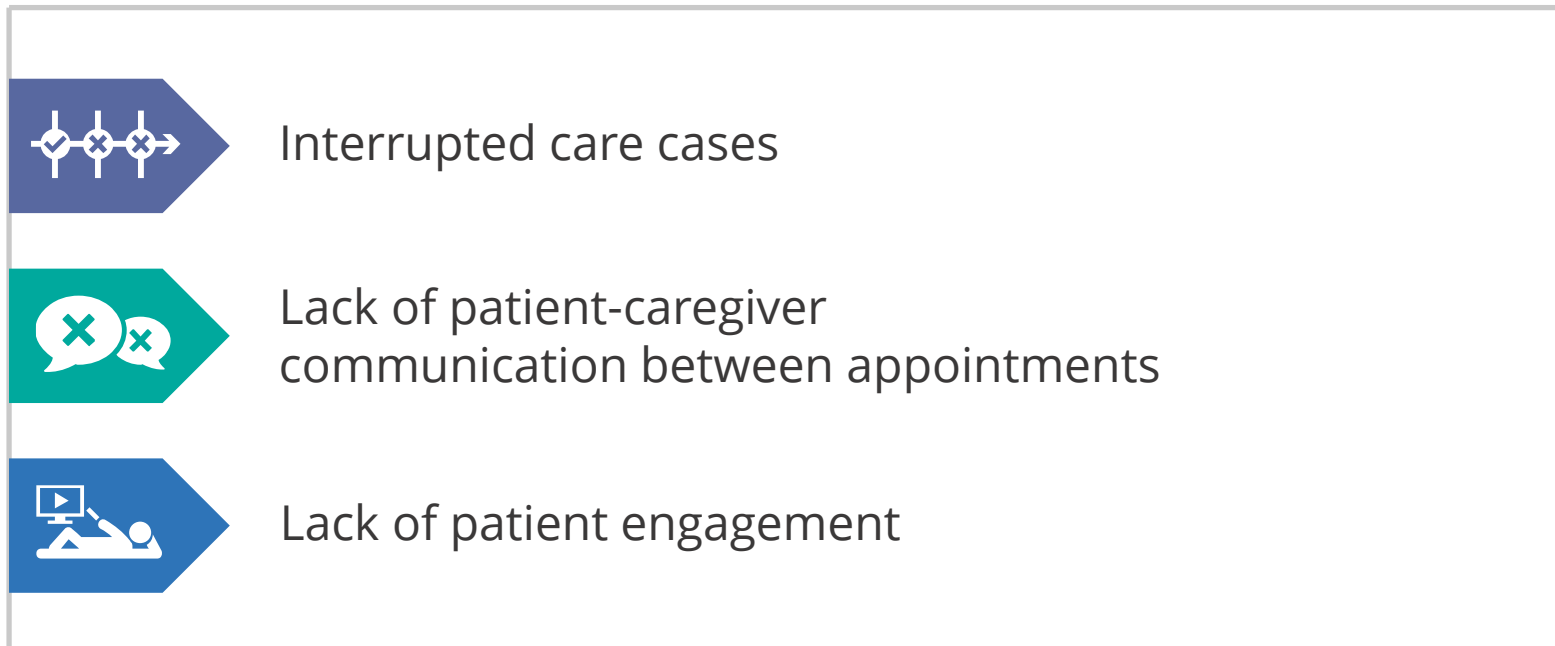 Interrupted care cases
Lack of patient-caregiver
communication between appointments
Lack of patient engagement